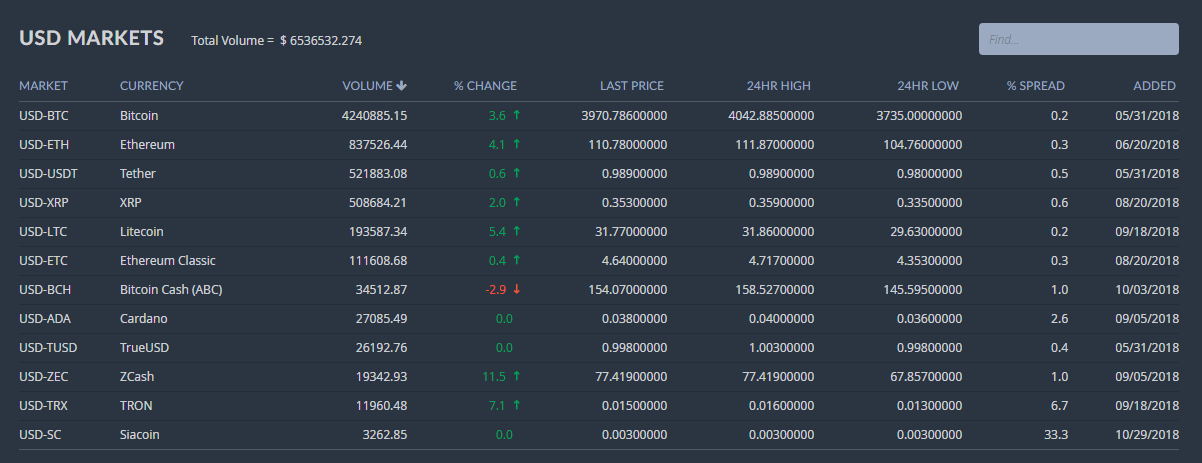 USD MARKETS Total Volume = $ 6536532.274 Find...
MARKET CURRENCY VOLUME % CHANGE LAST PRICE 24HR HIGH 24HR LOW % SPREAD ADDED
USD-BTC Bitcoin 4240885.15 3.6 ↑ 3970.78600000 4042.88500000 3735.00000000 0.2 05/31/2018
USD-ETH Ethereum 837526.44 4.1 ↑ 110.78000000 111.87000000 104.76000000 0.3 06/20/2018
USD-USDT Tether 521883.08 0.6 ↑ 0.98900000 0.98900000 0.98000000 0.5 05/31/2018
USD-XRP XRP 508684.21 2.0 ↑ 0.35300000 0.35900000 0.33500000 0.6 08/20/2018
USD-LTC Litecoin 193587.34 5.4 ↑ 31.77000000 31.86000000 29.63000000 0.2 09/18/2018
USD-ETC Ethereum Classic 111608.68 0.4 ↑ 4.64000000 4.71700000 4.35300000 0.3 08/20/2018
USD-BCH Bitcoin Cash (ABC) 34512.87 -2.9 ↓ 154.07000000 158.52700000 145.59500000 1.0 10/03/2018
USD-ADA Cardano 27085.49 0.0 0.03800000 0.04000000 0.03600000 2.6 09/05/2018
USD-TUSD TrueUSD 26192.76 0.0 0.99800000 1.00300000 0.99800000 0.4 05/31/2018
USD-ZEC ZCash 19342.93 11.5 ↑ 77.41900000 77.41900000 67.85700000 1.0 09/05/2018
USD-TRX TRON 11960.48 7.1 ↑ 0.01500000 0.01600000 0.01300000 6.7 09/18/2018
USD-SC Siacoin 3262.85 0.0 0.00300000 0.00300000 0.00300000 33.3 10/29/2018